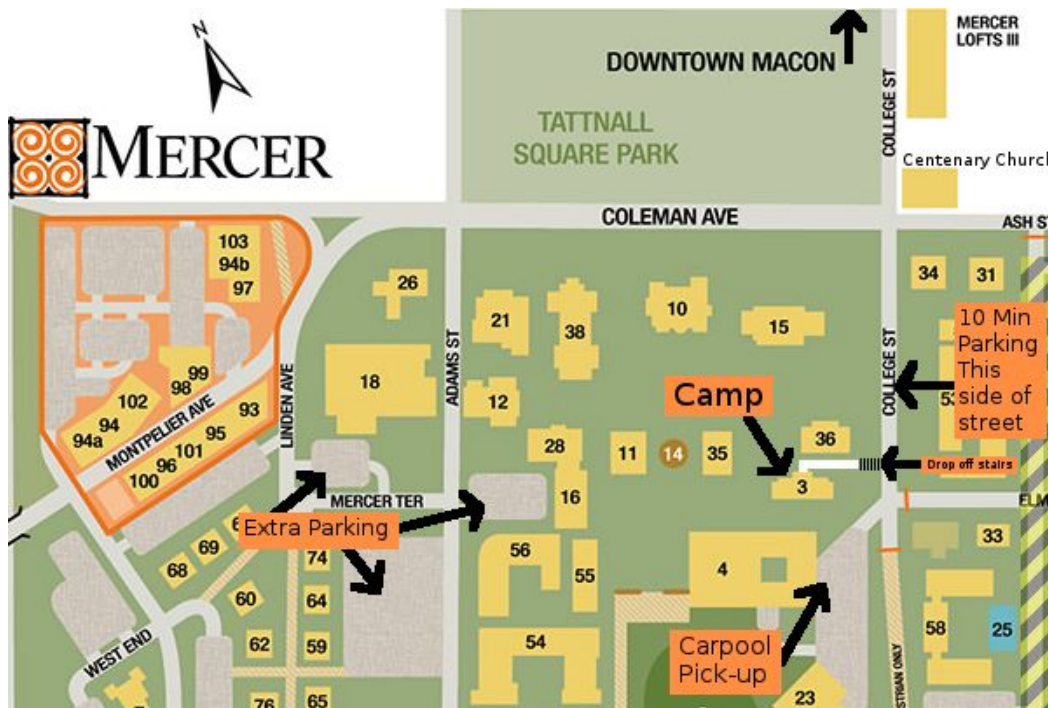 N
MERCER
DOWNTOWN MACON
TATTNALL
SQUARE PARK
COLLEGE ST
MERCER
LOFTS III
Centenary Church
COLEMAN AVE
ASH S
103
94b
97
26
21
38
10
15
34
31
10 Min
Parking
This
side of
street
18
ADAMS ST
LINDEN AVE
99
98
102
94
94a
MONTPELIER AVE
93
95
101
96
100
12
Camp
COLLEGE ST
28
11
14
35
36
Drop off stairs
3
16
MERCER TER
ELM
Extra Parking
69
68
74
56
55
4
33
60
64
62
59
54
58
25
WEST END
Carpool
Pick-up
23
76
65
TRIAN ONLY